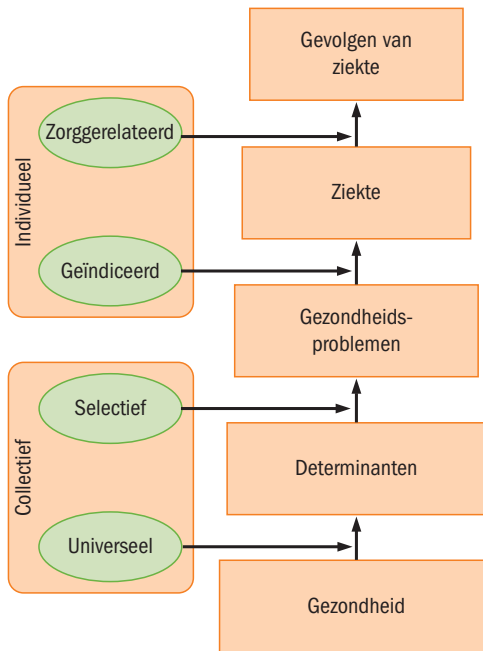 Gevolgen van
ziekte
Individueel
Zorggerelateerd
Ziekte
Geïndiceerd
Gezondheids-
problemen
Collectief
Selectief
Determinanten
Universeel
Gezondheid